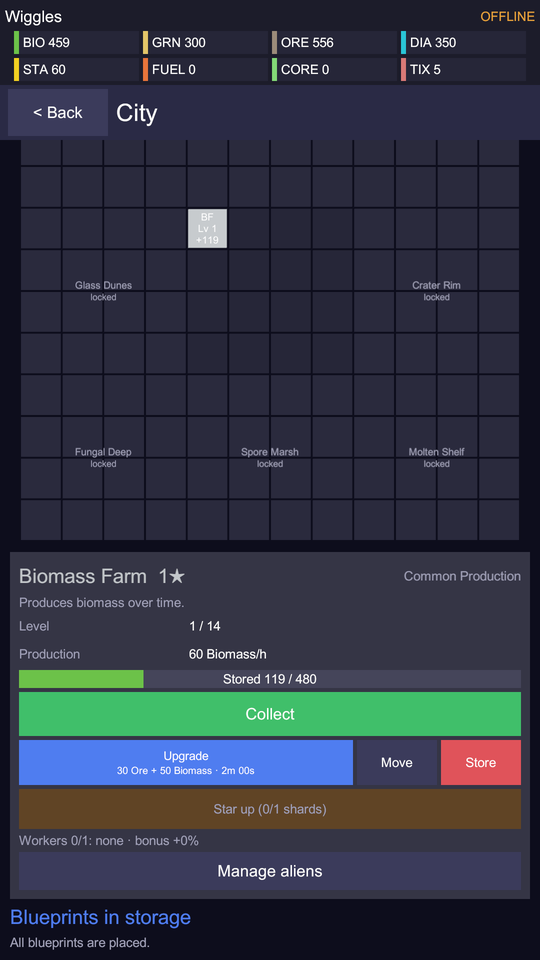 Wiggles
OFFLINE
BIO 459
GRN 300
ORE 556
DIA 350
STA 60
FUEL 0
CORE 0
TIX 5
< Back
City
BF
Lv 1
+119
Glass Dunes
locked
Crater Rim
locked
Fungal Deep
locked
Spore Marsh
locked
Molten Shelf
locked
Biomass Farm 1★
Common Production
Produces biomass over time.
Level
1 / 14
Production
60 Biomass/h
Stored 119 / 480
Collect
Upgrade
30 Ore + 50 Biomass · 2m 00s
Move
Store
Star up (0/1 shards)
Workers 0/1: none · bonus +0%
Manage aliens
Blueprints in storage
All blueprints are placed.